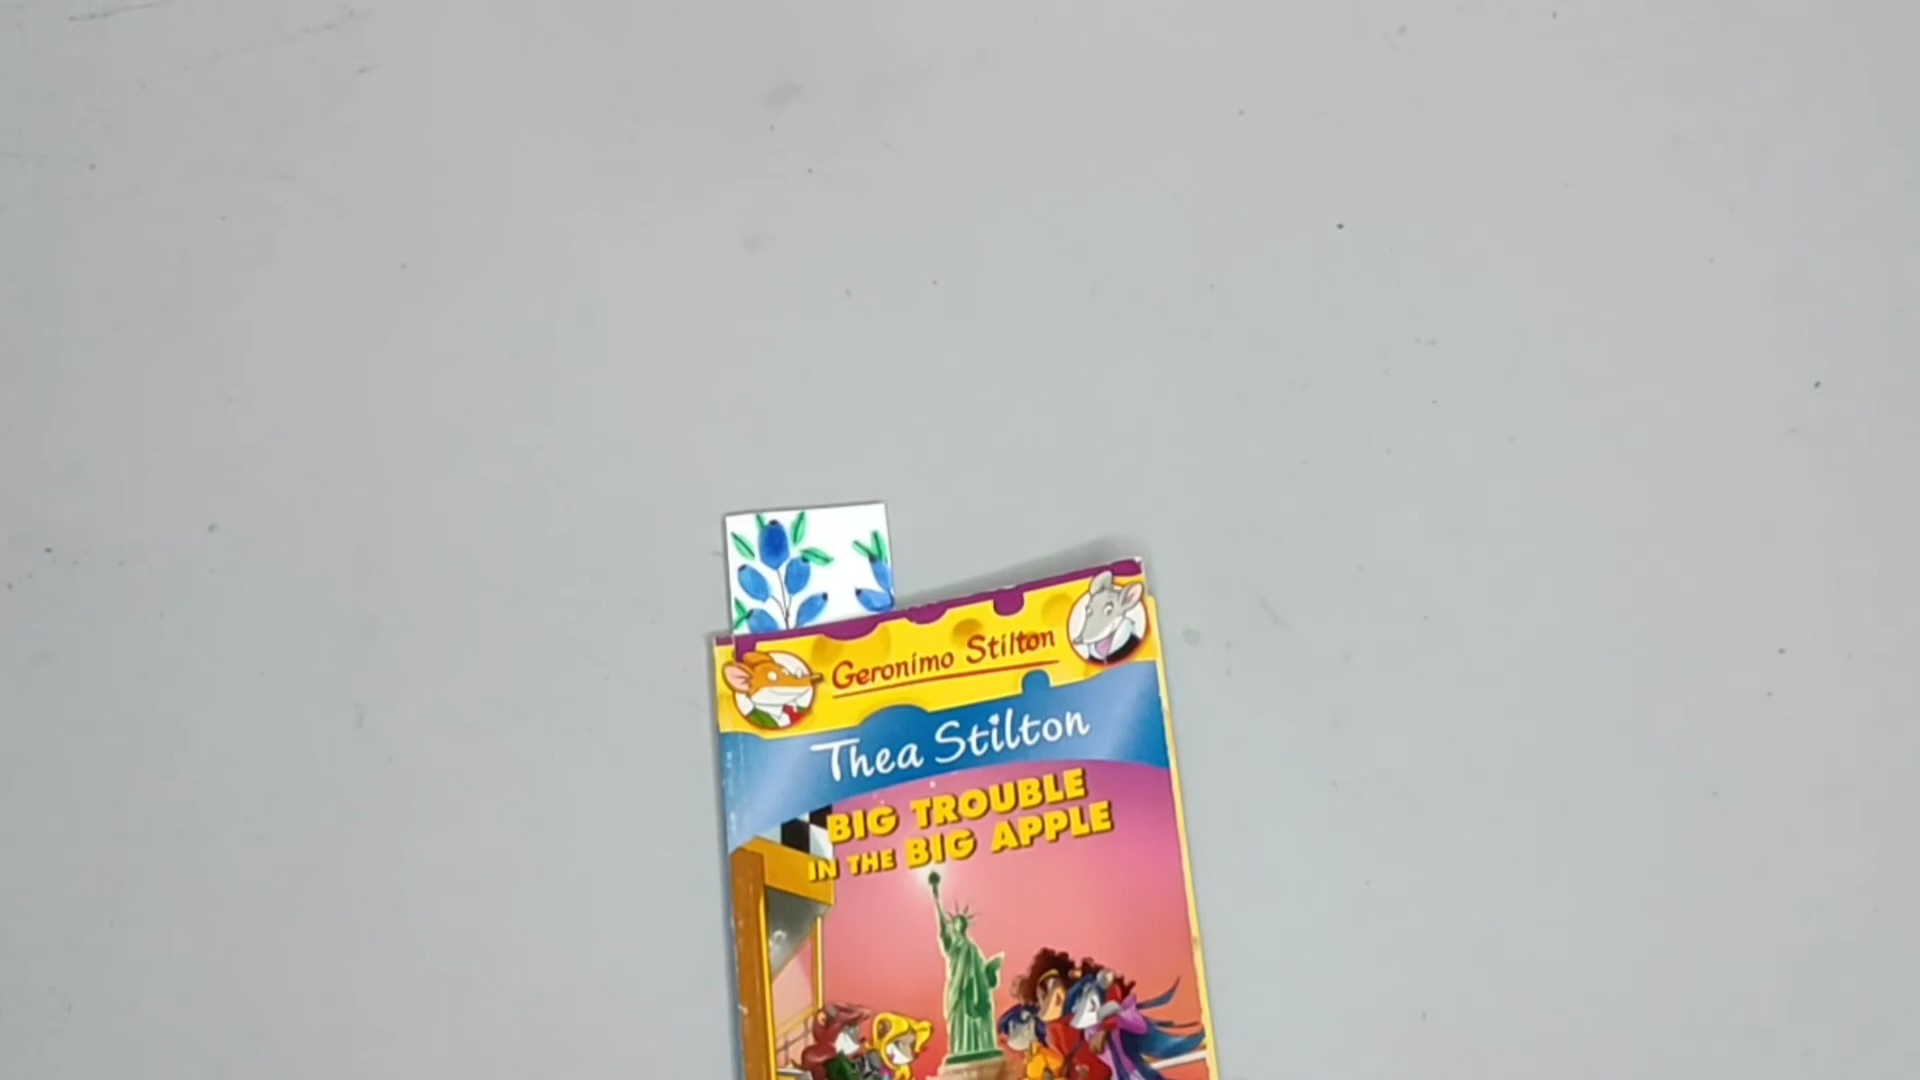 Geronimo Stilton
Thea Stilton
BIG TROUBLE
IN THE BIG APPLE